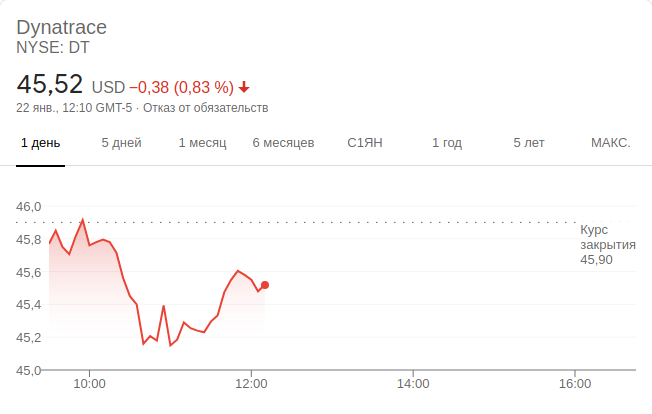 Dynatrace
NYSE: DT
45,52 USD −0,38 (0,83 %)
22 янв., 12:10 GMT-5 · Отказ от обязательств
1 день 5 дней 1 месяц 6 месяцев С1ЯН 1 год 5 лет МАКС.
46,0
45,8
45,6
45,4
45,2
45,0
Курс
закрытия
45,90
10:00 12:00 14:00 16:00